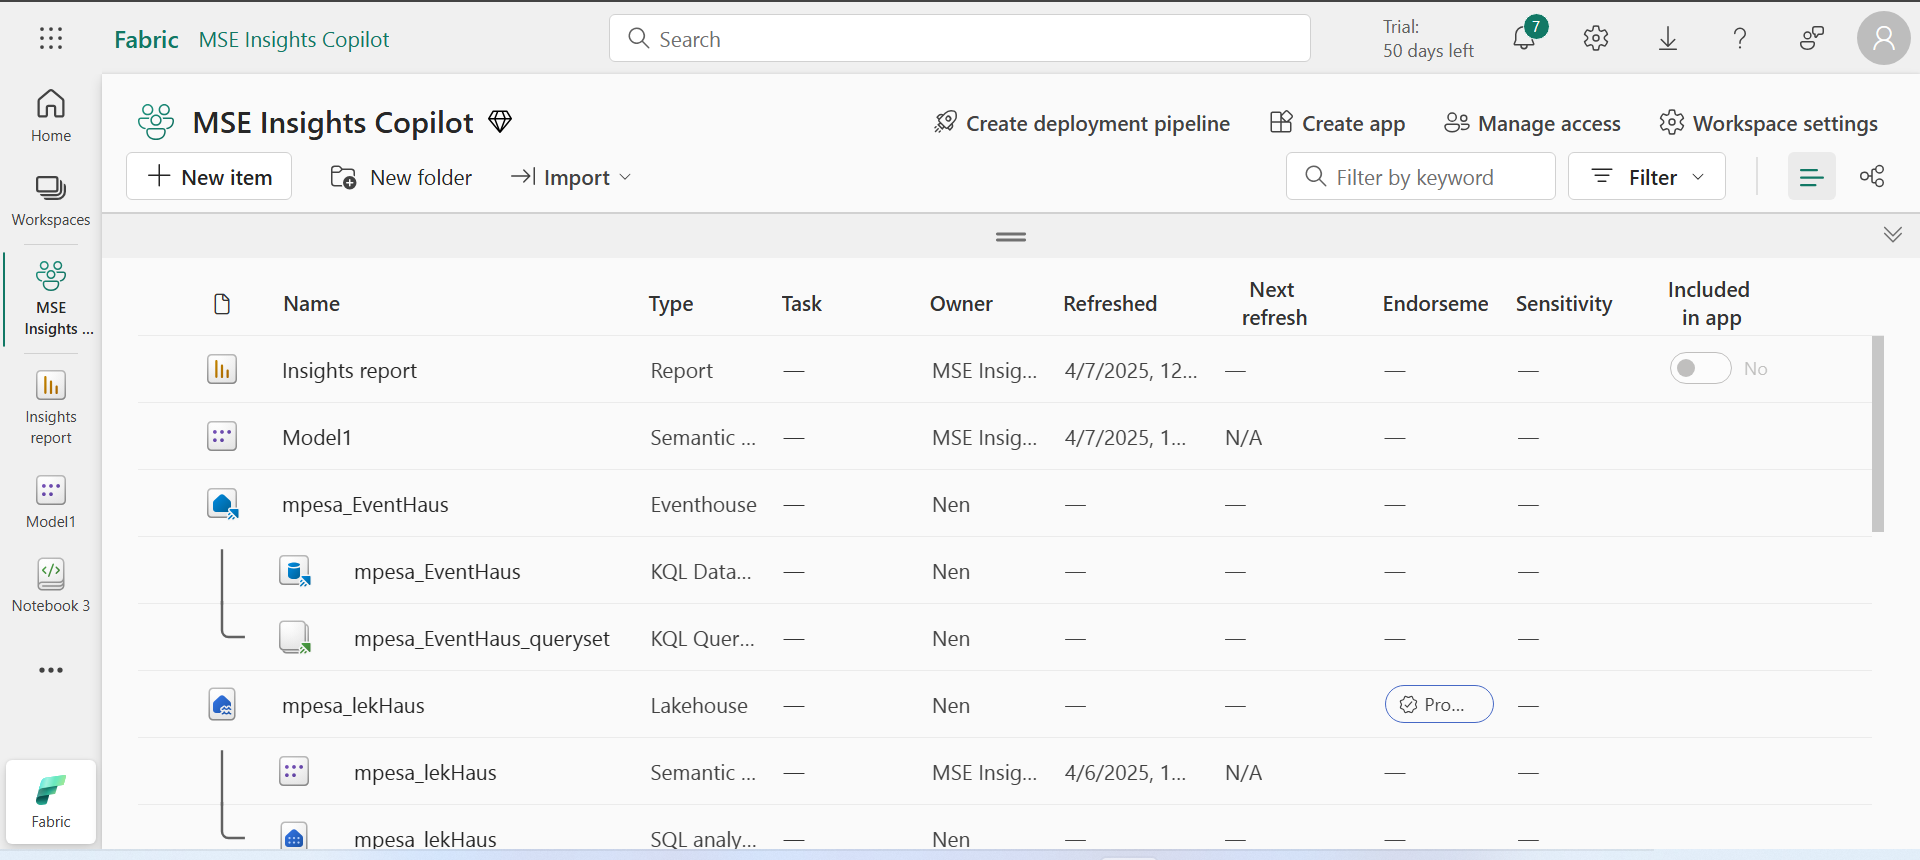 Fabric MSE Insights Copilot
Search
Trial:
50 days left
7
Home
Workspaces
MSE
Insights ...
Insights
report
Model1
Notebook 3
Fabric
MSE Insights Copilot
Create deployment pipeline
Create app
Manage access
Workspace settings
New item
New folder
Import
Filter by keyword
Filter
Name Type Task Owner Refreshed Next refresh Endorseme Sensitivity Included in app
Insights report Report — MSE Insig... 4/7/2025, 12... — — — No
Model1 Semantic ... — MSE Insig... 4/7/2025, 1... N/A — —
mpesa_EventHaus Eventhouse — Nen — — — —
mpesa_EventHaus KQL Data... — Nen — — — —
mpesa_EventHaus_queryset KQL Quer... — Nen — — — —
mpesa_lekHaus Lakehouse — Nen — — Pro... —
mpesa_lekHaus Semantic ... — MSE Insig... 4/6/2025, 1... N/A — —
mpesa_lekHaus SQL analy... — Nen — — — —